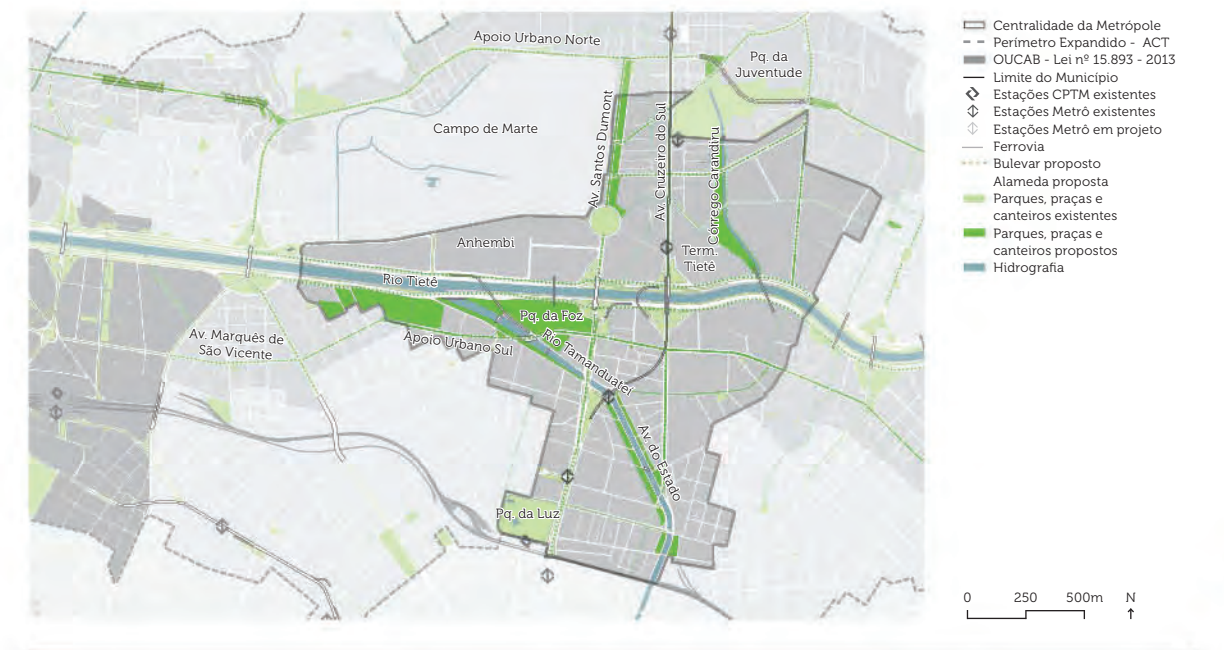 Apoio Urbano Norte
Pq. da
Juventude
Campo de Marte
Av. Santos Dumont
Av. Cruzeiro do Sul
Córrego Carandiru
Anhembi
Term.
Tietê
Rio Tietê
Pq. da Foz
Av. Marquês de
São Vicente
Apoio Urbano Sul
Rio Tamanduateí
Av. do Estado
Pq. da Luz
Centralidade da Metrópole
Perímetro Expandido - ACT
OUCAB - Lei nº 15.893 - 2013
Limite do Município
Estações CPTM existentes
Estações Metrô existentes
Estações Metrô em projeto
Ferrovia
Bulevar proposto
Alameda proposta
Parques, praças e
canteiros existentes
Parques, praças e
canteiros propostos
Hidrografia
0 250 500m N